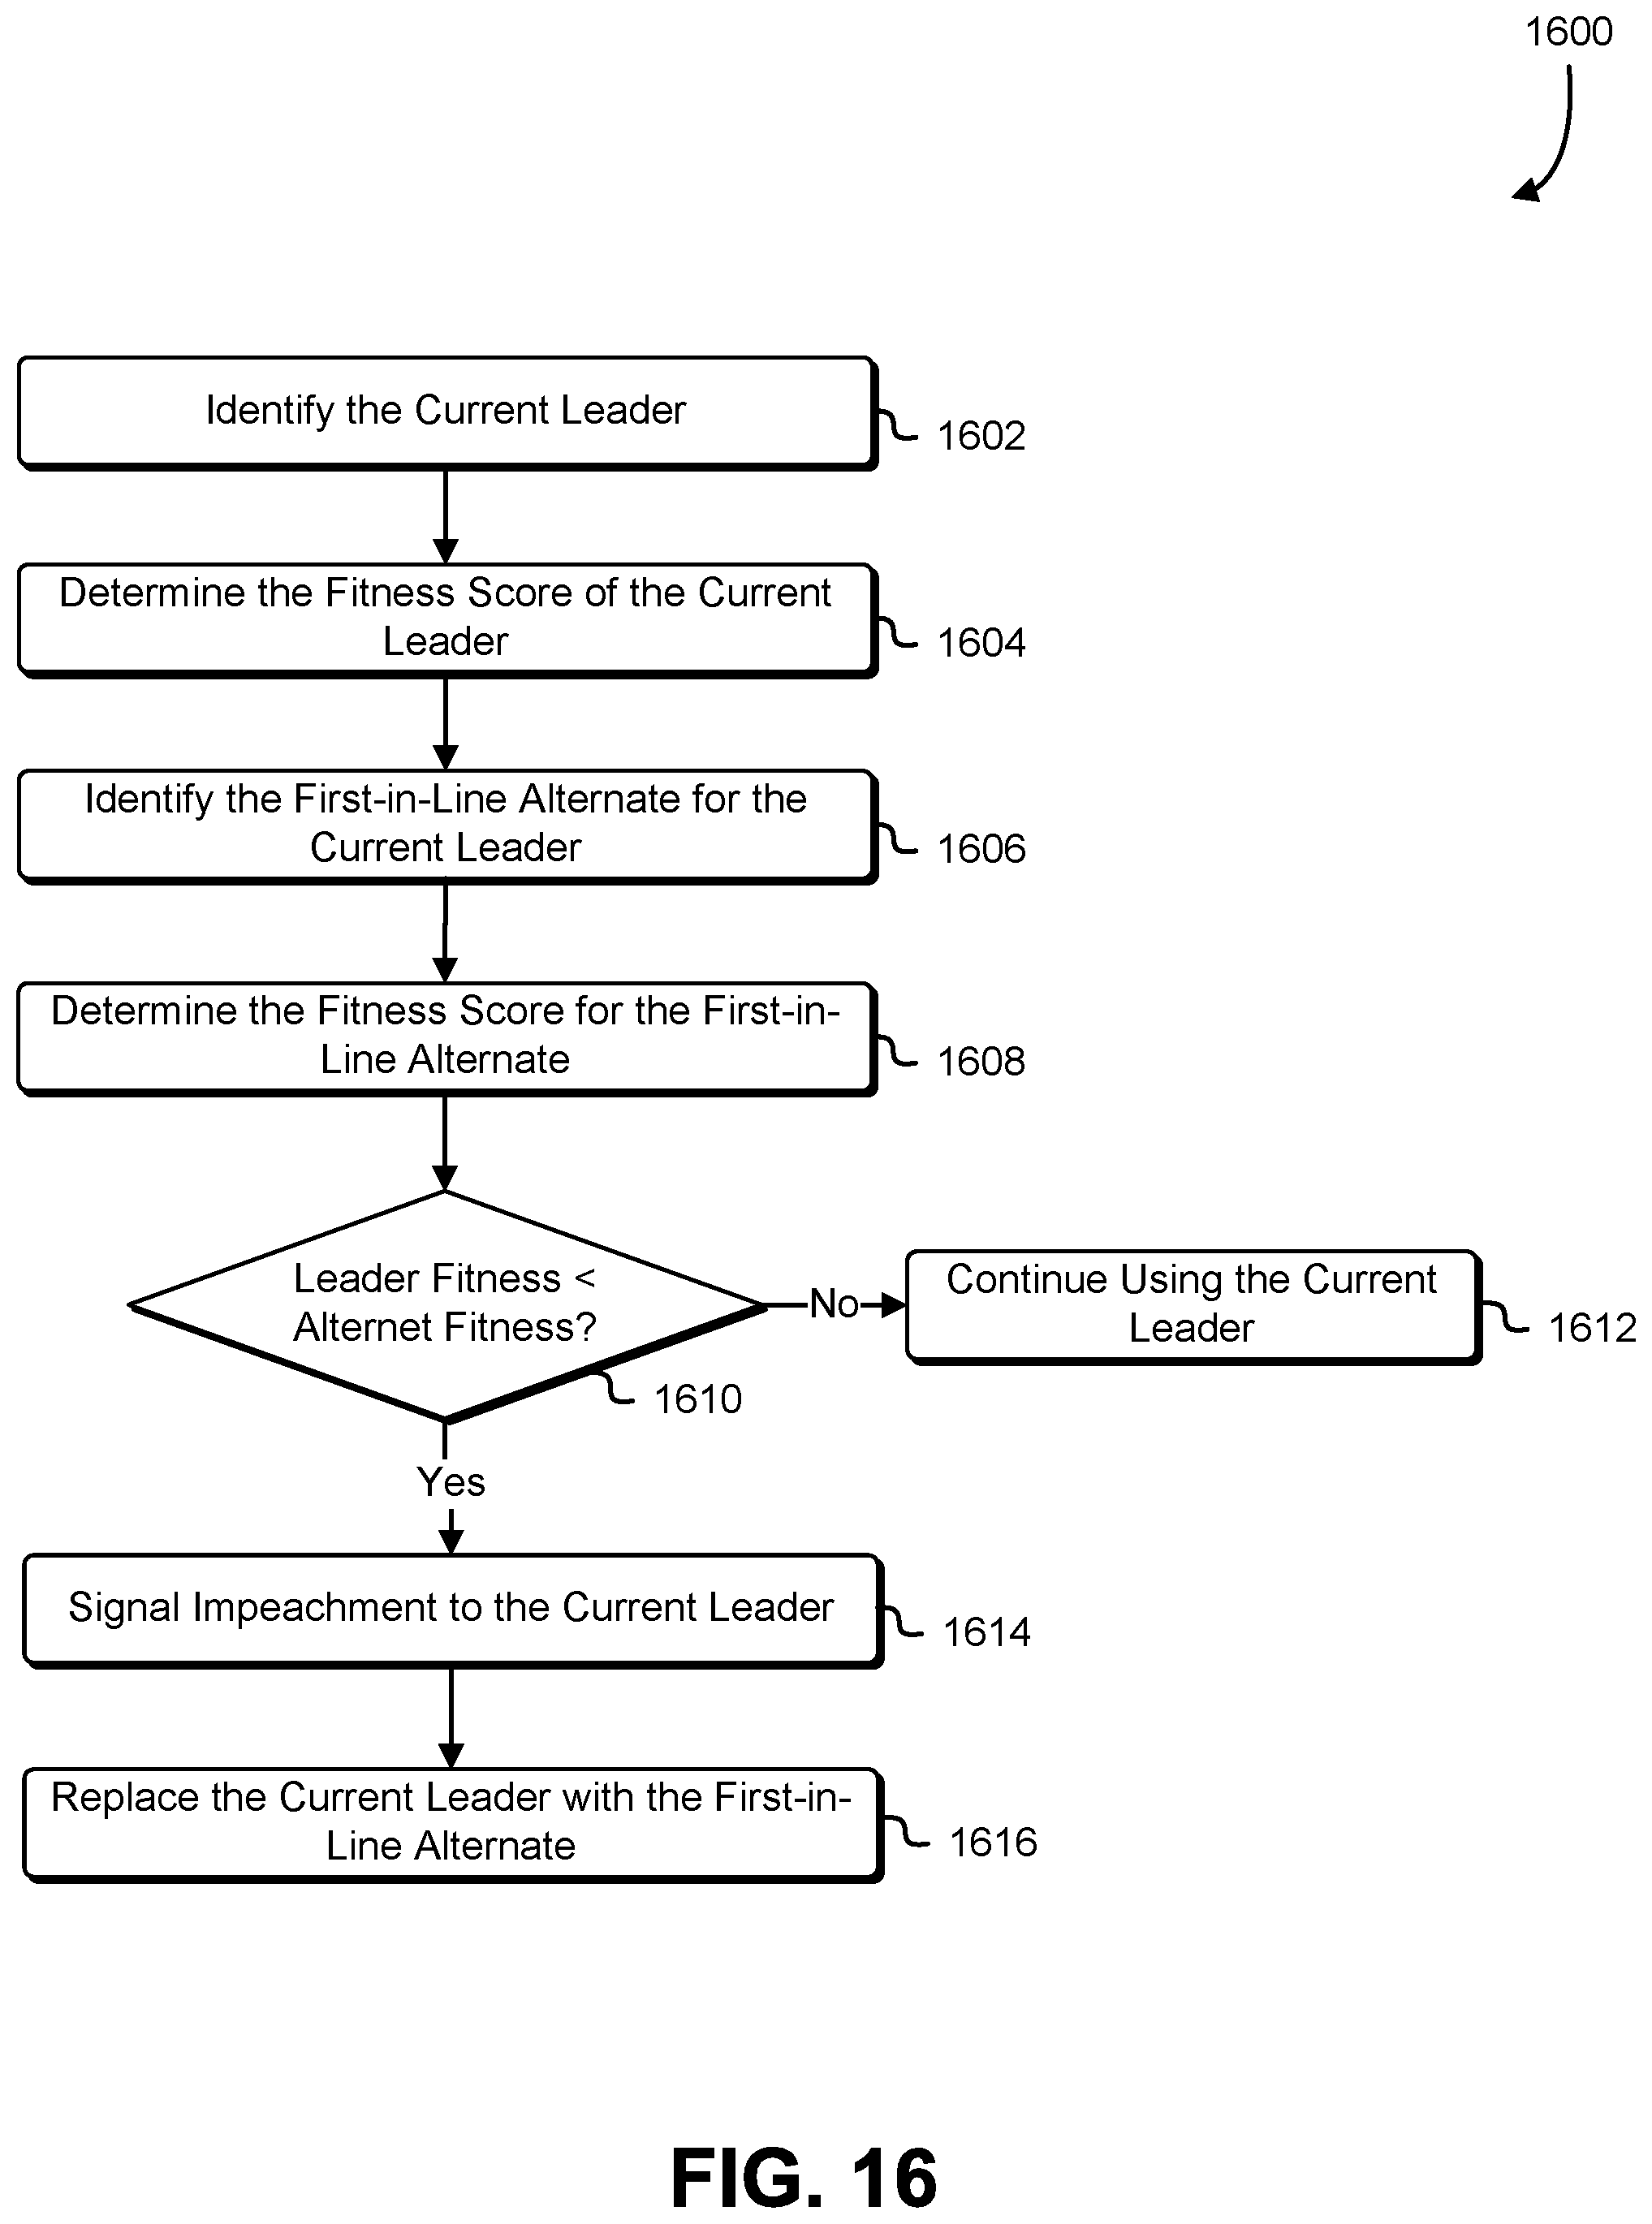 1600
Identify the Current Leader
1602
Determine the Fitness Score of the Current
Leader
1604
Identify the First-in-Line Alternate for the
Current Leader
1606
Determine the Fitness Score for the First-in-
Line Alternate
1608
Leader Fitness <
Alternet Fitness?
1610
No
Continue Using the Current
Leader
1612
Yes
Signal Impeachment to the Current Leader
1614
Replace the Current Leader with the First-in-
Line Alternate
1616
FIG. 16